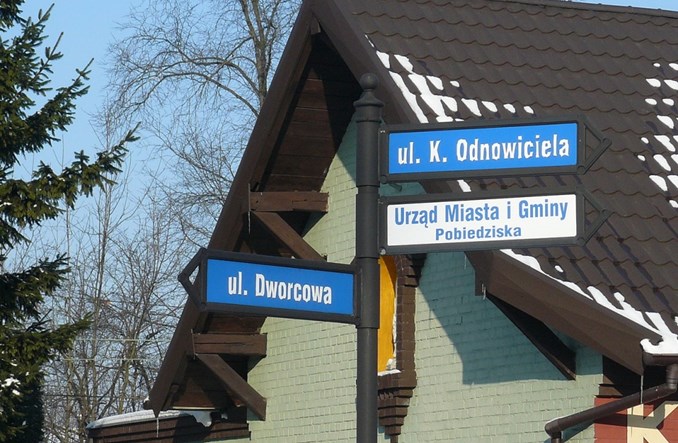 ul. K. Odnowiciela
Urząd Miasta i Gminy
Pobiedziska
ul. Dworcowa